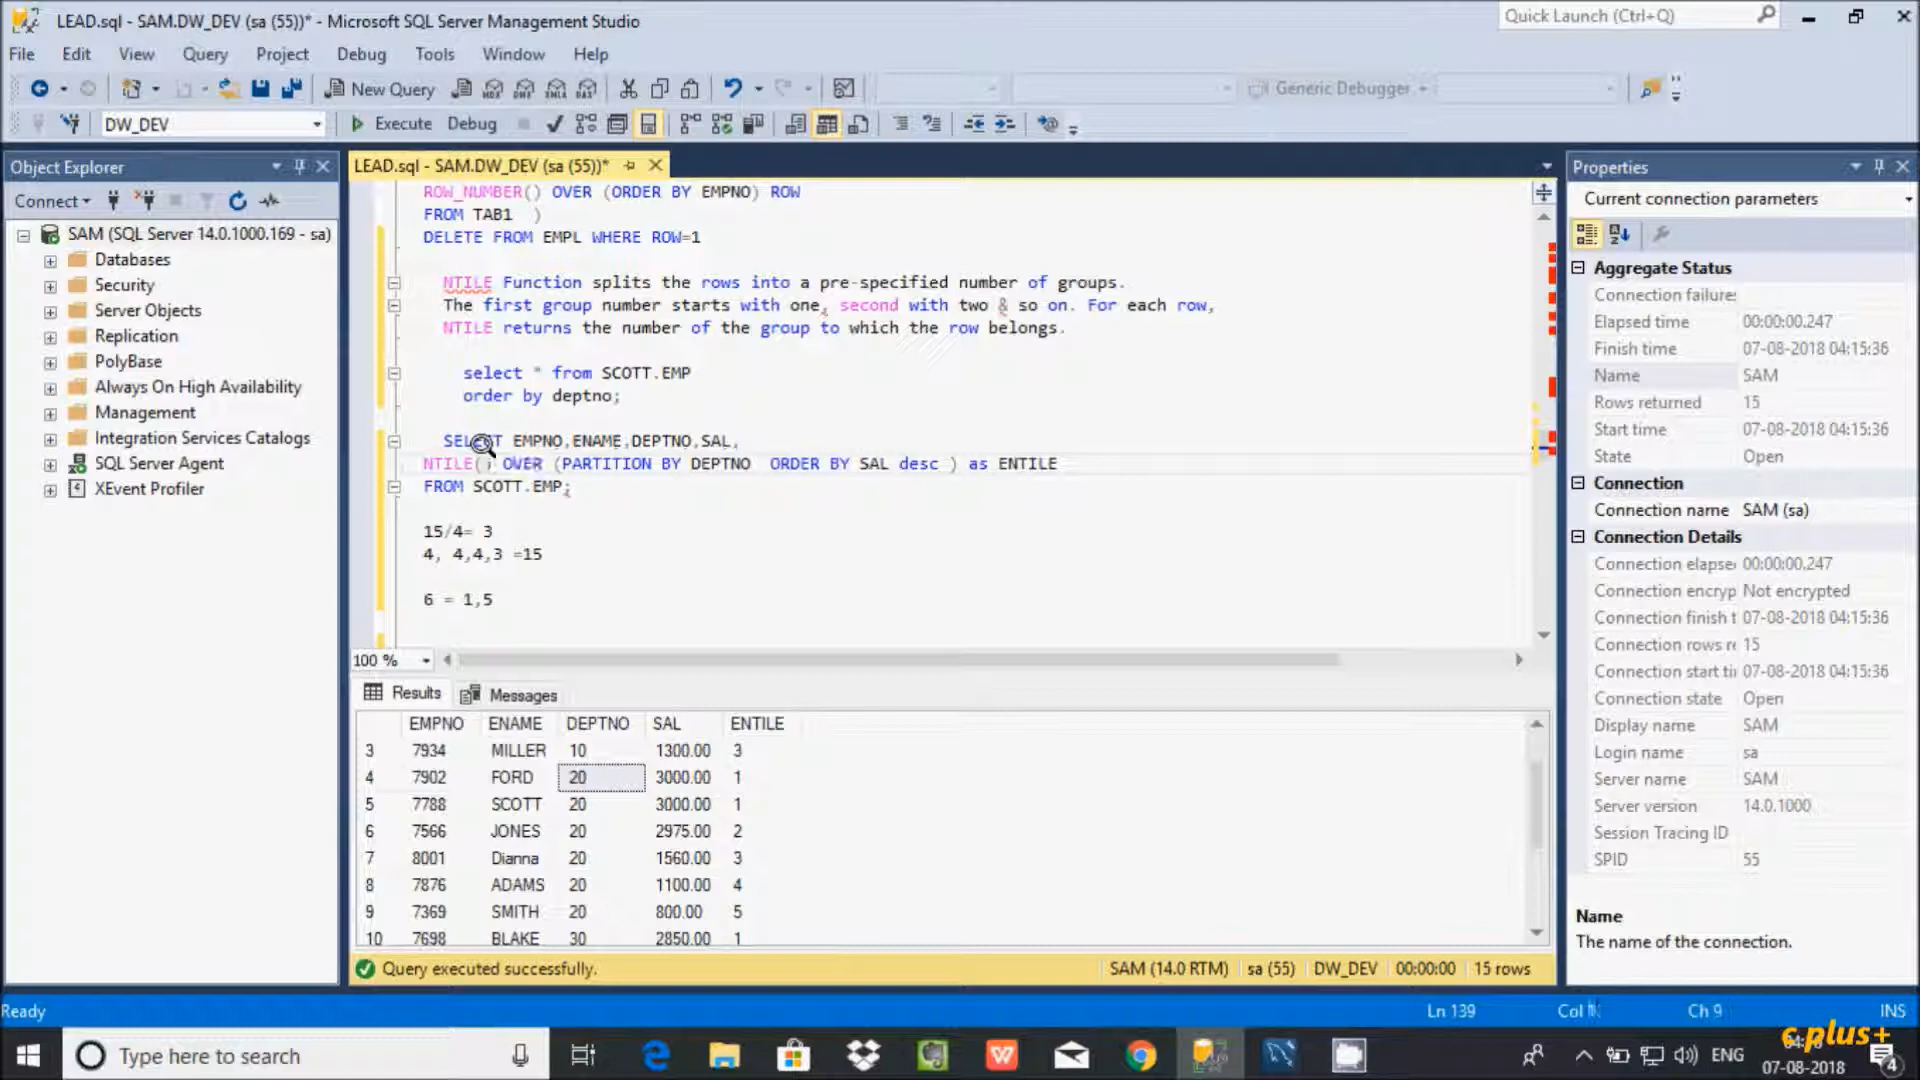 LEAD.sql - SAM.DW_DEV (sa (55))* - Microsoft SQL Server Management Studio
Quick Launch (Ctrl+Q)
File Edit View Query Project Debug Tools Window Help
New Query
Generic Debugger
DW_DEV
Execute Debug
Object Explorer
Connect
SAM (SQL Server 14.0.1000.169 - sa)
Databases
Security
Server Objects
Replication
PolyBase
Always On High Availability
Management
Integration Services Catalogs
SQL Server Agent
XEvent Profiler
LEAD.sql - SAM.DW_DEV (sa (55))*
ROW_NUMBER() OVER (ORDER BY EMPNO) ROW
FROM TAB1 )
DELETE FROM EMPL WHERE ROW=1
NTILE Function splits the rows into a pre-specified number of groups.
The first group number starts with one, second with two & so on. For each row,
NTILE returns the number of the group to which the row belongs.
select * from SCOTT.EMP
order by deptno;
SELECT EMPNO,ENAME,DEPTNO,SAL,
NTILE() OVER (PARTITION BY DEPTNO ORDER BY SAL desc ) as ENTILE
FROM SCOTT.EMP;
15/4= 3
4, 4,4,3 =15
6 = 1,5
100 %
Results Messages
EMPNO ENAME DEPTNO SAL ENTILE
3 7934 MILLER 10 1300.00 3
4 7902 FORD 20 3000.00 1
5 7788 SCOTT 20 3000.00 1
6 7566 JONES 20 2975.00 2
7 8001 Dianna 20 1560.00 3
8 7876 ADAMS 20 1100.00 4
9 7369 SMITH 20 800.00 5
10 7698 BLAKE 30 2850.00 1
Query executed successfully.
SAM (14.0 RTM) sa (55) DW_DEV 00:00:00 15 rows
Properties
Current connection parameters
Aggregate Status
Connection failures
Elapsed time 00:00:00.247
Finish time 07-08-2018 04:15:36
Name SAM
Rows returned 15
Start time 07-08-2018 04:15:36
State Open
Connection
Connection name SAM (sa)
Connection Details
Connection elapse 00:00:00.247
Connection encryp Not encrypted
Connection finish t 07-08-2018 04:15:36
Connection rows re 15
Connection start ti 07-08-2018 04:15:36
Connection state Open
Display name SAM
Login name sa
Server name SAM
Server version 14.0.1000
Session Tracing ID
SPID 55
Name
The name of the connection.
Ready
Ln 139
Col
Ch 9
INS
Type here to search
ENG
07-08-2018
4
c.plus+